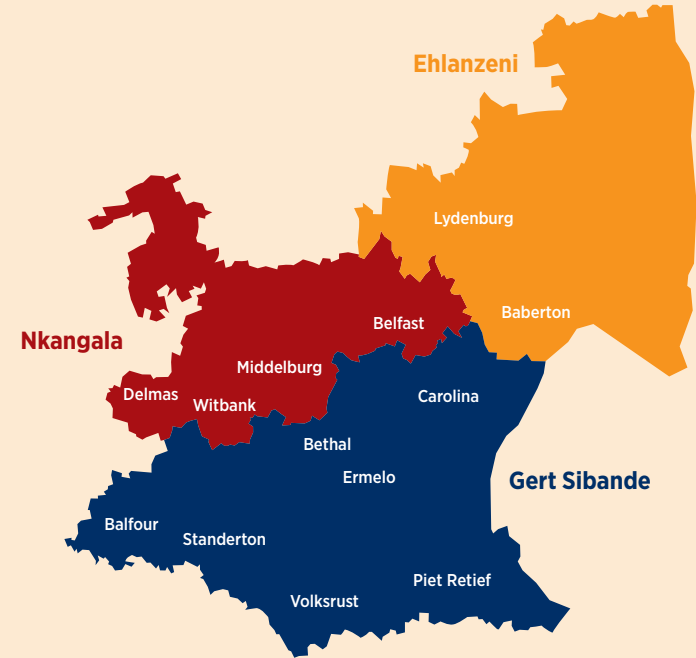 Ehlanzeni
Lydenburg
Baberton
Belfast
Nkangala
Middelburg
Delmas
Witbank
Carolina
Bethal
Ermelo
Gert Sibande
Balfour
Standerton
Piet Retief
Volksrust